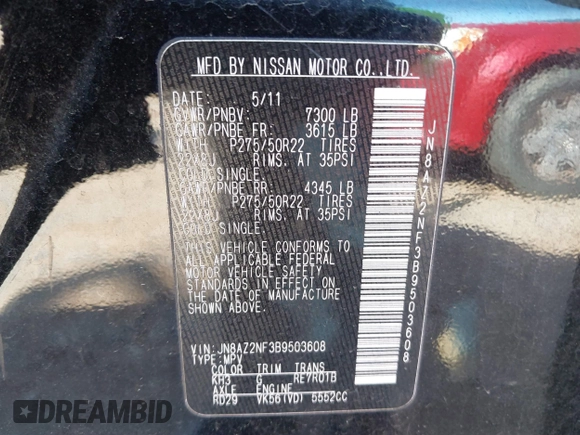 MFD BY NISSAN MOTOR CO.,LTD.
DATE: 5/11
GVWR/PNBV: 7300 LB
GAWR/PNBE FR: 3615 LB
WITH P275/50R22 TIRES
22X8J RIMS. AT 35PSI
COLD SINGLE.
GAWR/PNBE RR: 4345 LB
WITH P275/50R22 TIRES
22X8J RIMS. AT 35PSI
COLD SINGLE.
THIS VEHICLE CONFORMS TO
ALL APPLICABLE FEDERAL
MOTOR VEHICLE SAFETY
STANDARDS IN EFFECT ON
THE DATE OF MANUFACTURE
SHOWN ABOVE.
VIN: JN8AZ2NF3B9503608
TYPE: MPV
COLOR TRIM TRANS
KH3 G RE7R01B
AXLE ENGINE
RD29 VK56(VD) 5552CC
JN8AZ2NF3B9503608
DREAMBID
DREAMBID